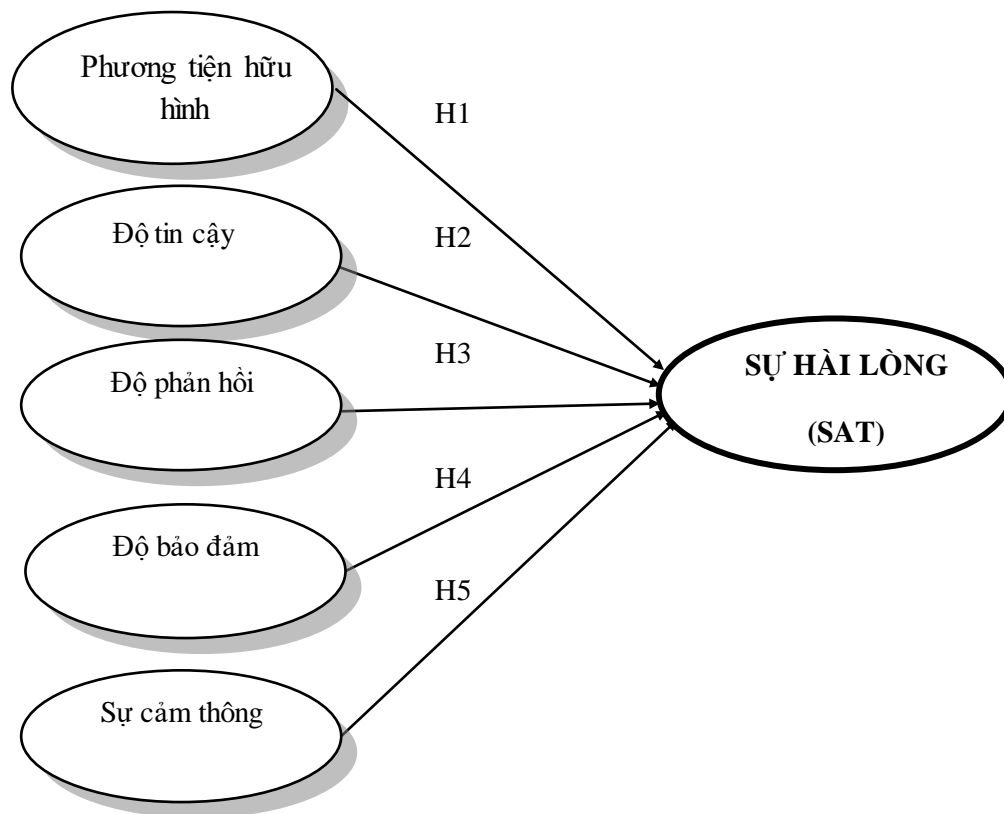 Phương tiện hữu
hình
H1
Độ tin cậy
H2
Độ phản hồi
H3
SỰ HÀI LÒNG
(SAT)
Độ bảo đảm
H4
Sự cảm thông
H5